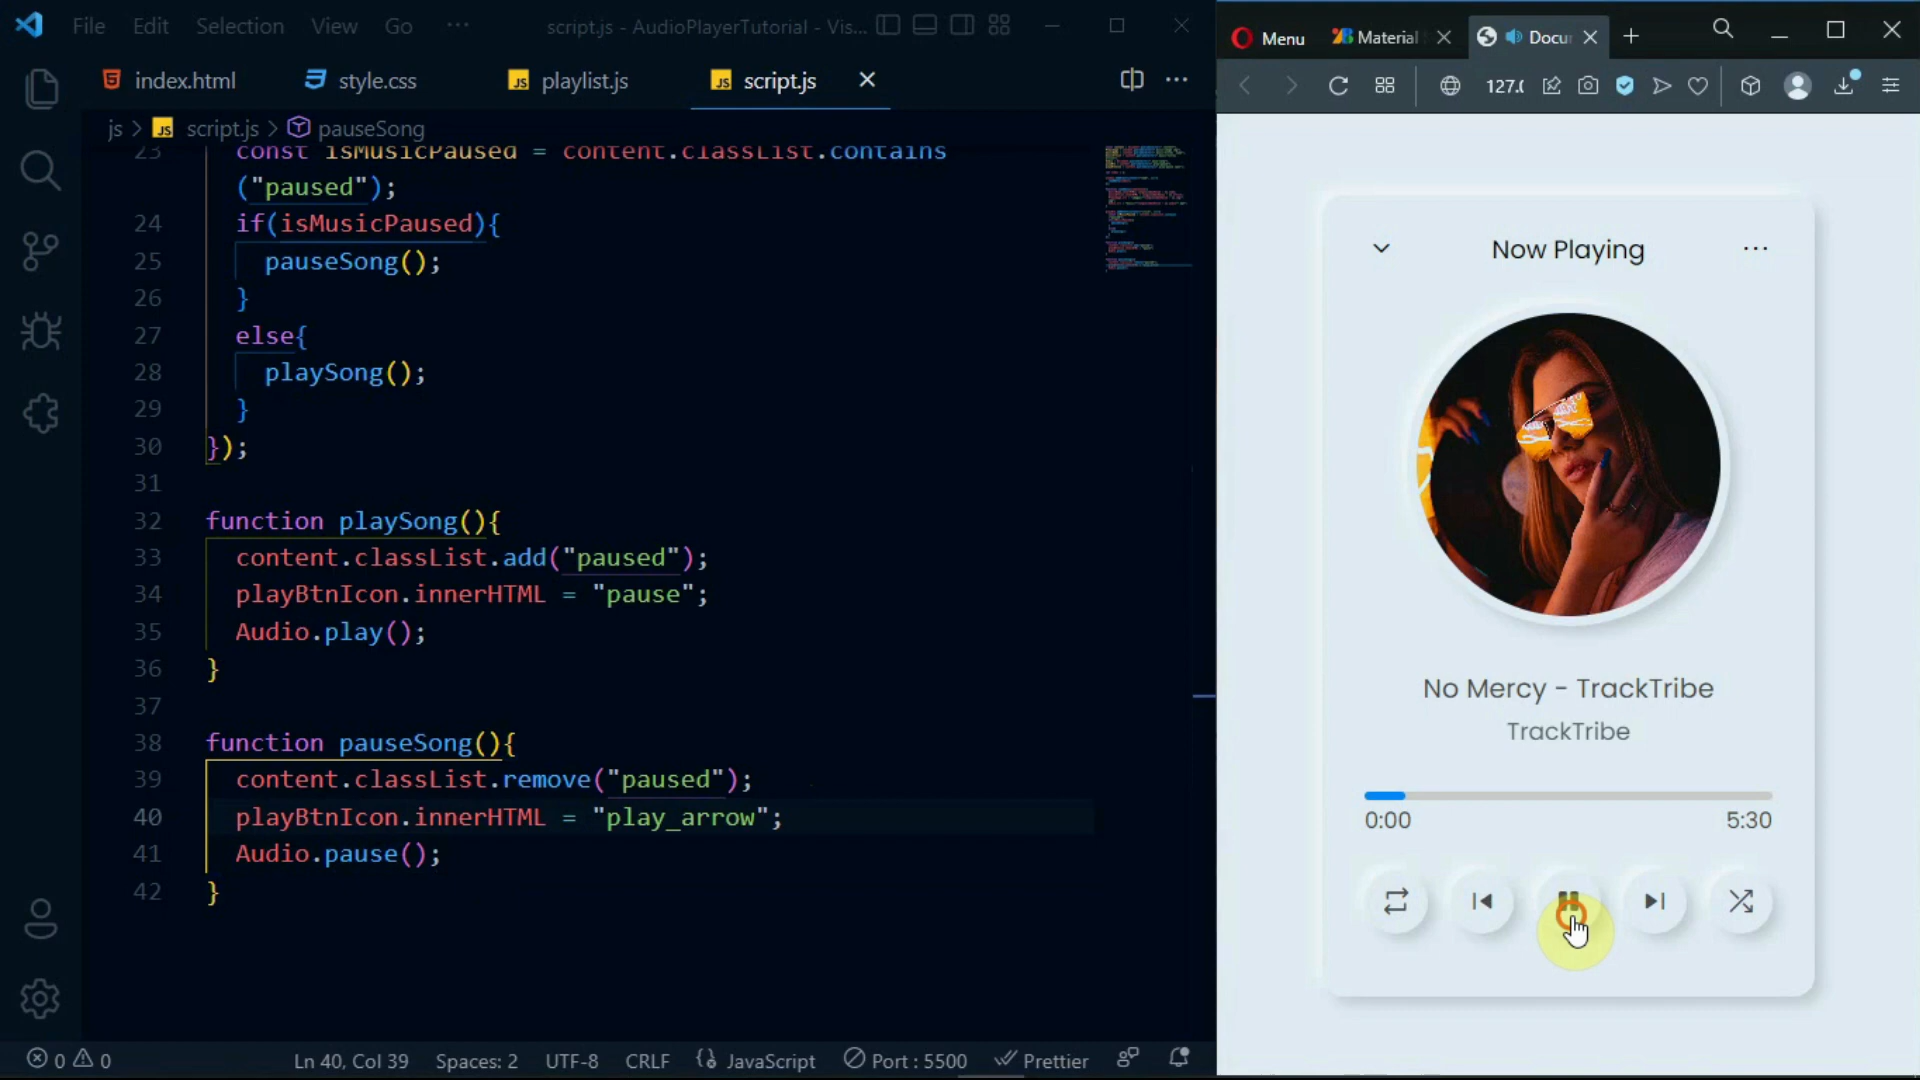 File Edit Selection View Go ···
script.js - AudioPlayerTutorial - Vis...
index.html style.css playlist.js script.js
js > script.js > pauseSong
23 const isMusicPaused = content.classList.contains
("paused");
24 if(isMusicPaused){
25 pauseSong();
26 }
27 else{
28 playSong();
29 }
30 });
31
32 function playSong(){
33 content.classList.add("paused");
34 playBtnIcon.innerHTML = "pause";
35 Audio.play();
36 }
37
38 function pauseSong(){
39 content.classList.remove("paused");
40 playBtnIcon.innerHTML = "play_arrow";
41 Audio.pause();
42 }
0 0 Ln 40, Col 39 Spaces: 2 UTF-8 CRLF JavaScript Port : 5500 Prettier
Menu Material Docu
127.
Now Playing
No Mercy - TrackTribe
TrackTribe
0:00 5:30